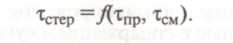 τстер = f(τпр, τсм).